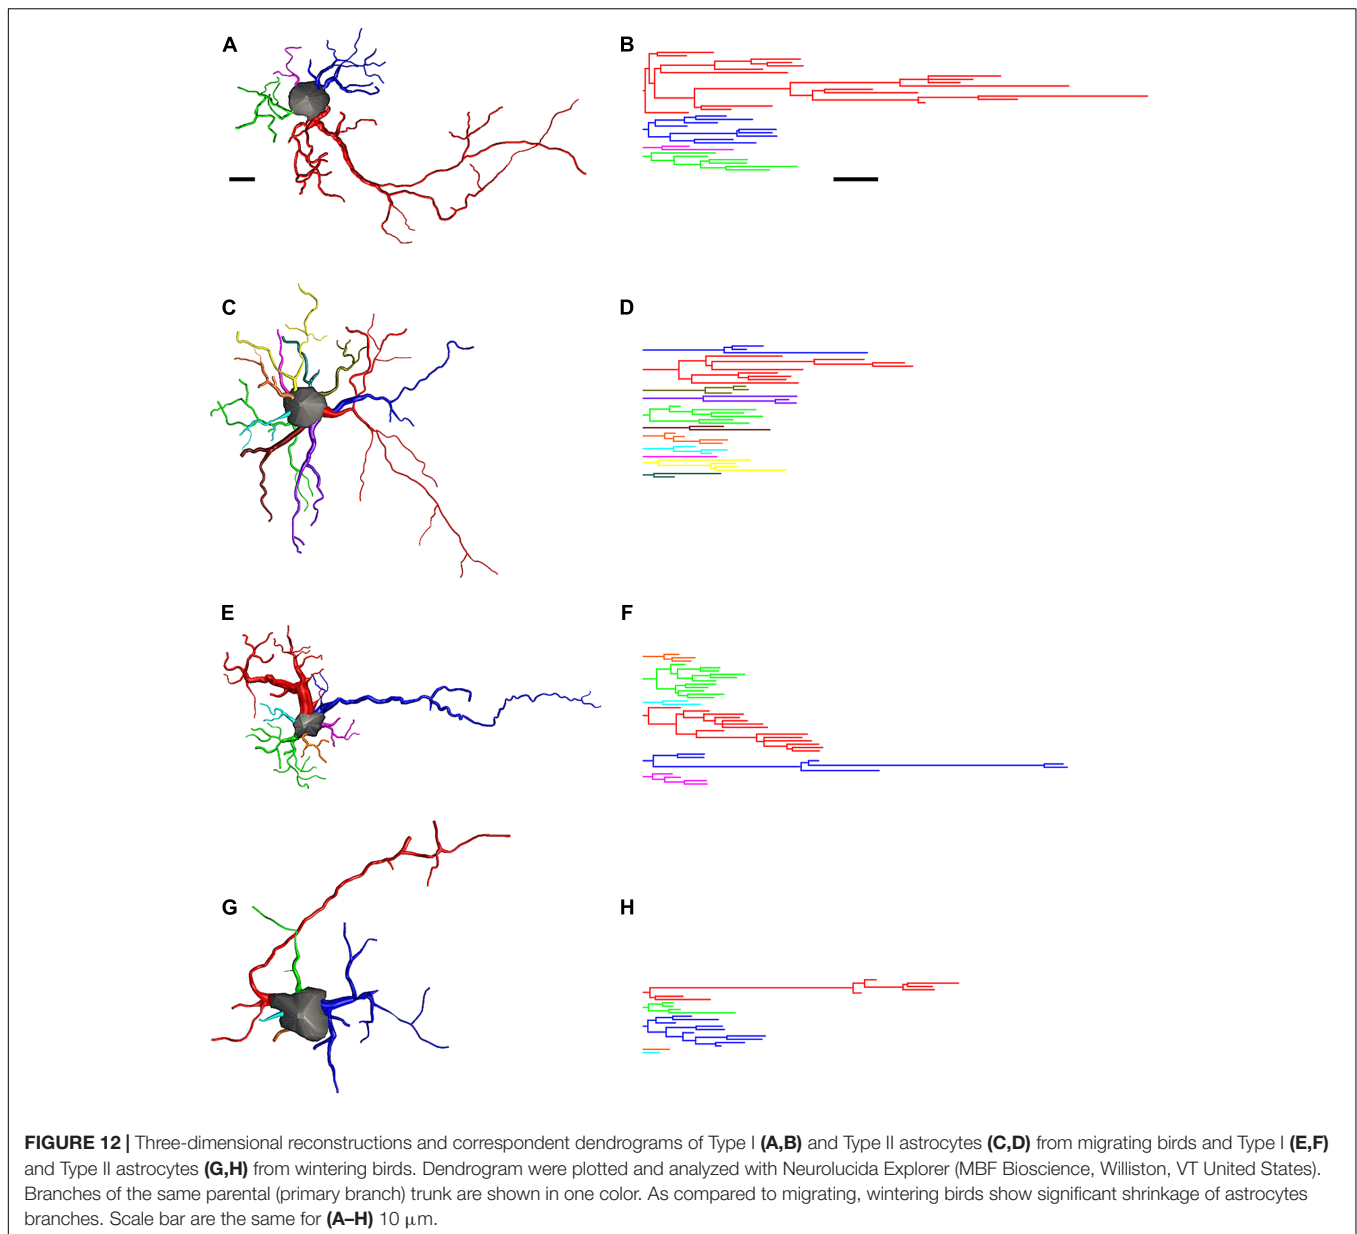 A
B
C
D
E
F
G
H
FIGURE 12 | Three-dimensional reconstructions and correspondent dendrograms of Type I (A,B) and Type II astrocytes (C,D) from migrating birds and Type I (E,F)
and Type II astrocytes (G,H) from wintering birds. Dendrogram were plotted and analyzed with Neurolucida Explorer (MBF Bioscience, Williston, VT United States).
Branches of the same parental (primary branch) trunk are shown in one color. As compared to migrating, wintering birds show significant shrinkage of astrocytes
branches. Scale bar are the same for (A–H) 10 μm.